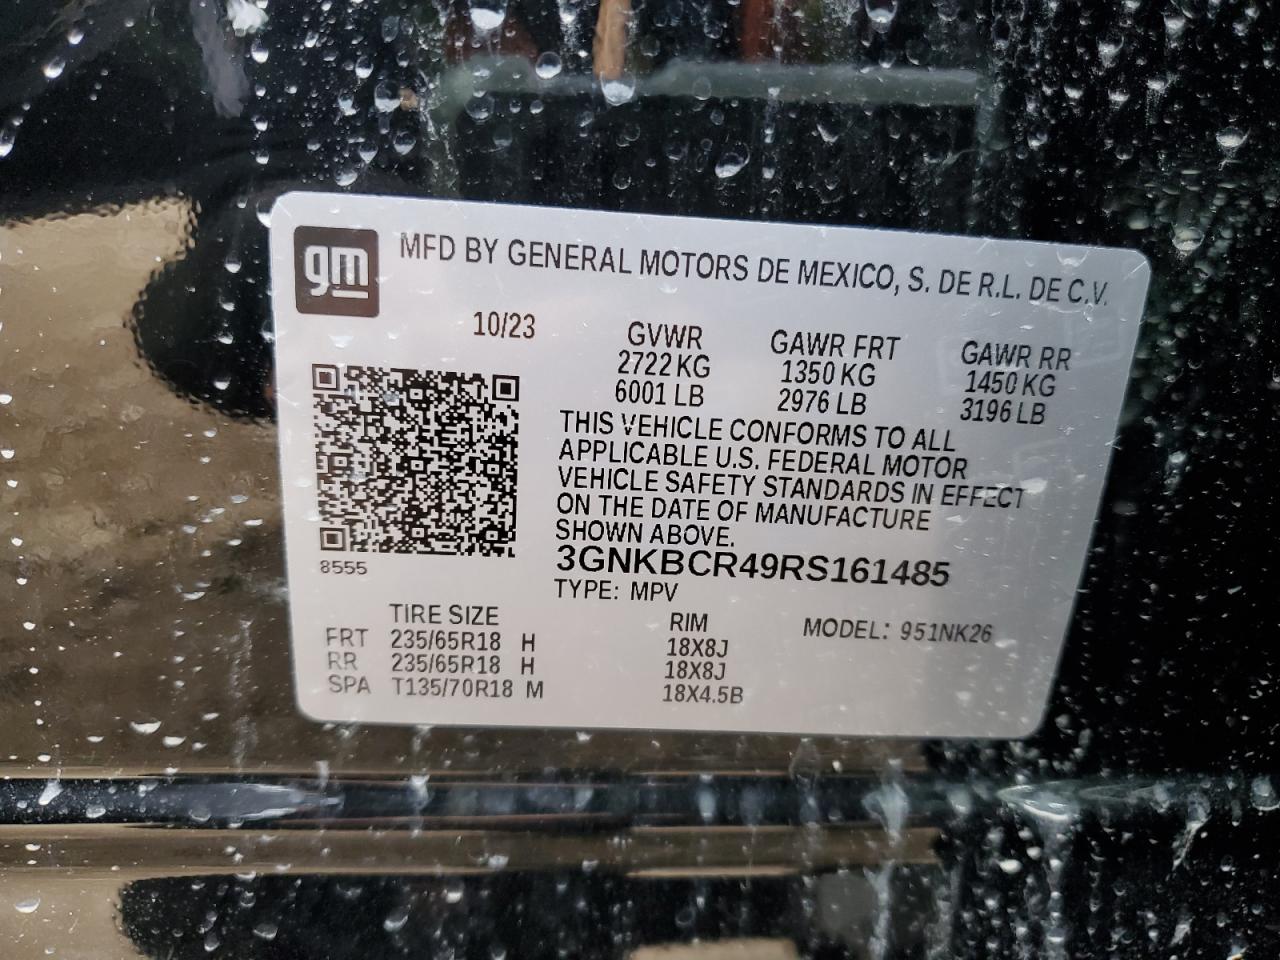 gm
MFD BY GENERAL MOTORS DE MEXICO, S. DE R.L. DE C.V.
10/23
GVWR GAWR FRT GAWR RR
2722 KG 1350 KG 1450 KG
6001 LB 2976 LB 3196 LB
THIS VEHICLE CONFORMS TO ALL
APPLICABLE U.S. FEDERAL MOTOR
VEHICLE SAFETY STANDARDS IN EFFECT
ON THE DATE OF MANUFACTURE
SHOWN ABOVE.
8555
3GNKBCR49RS161485
TYPE: MPV
TIRE SIZE RIM MODEL: 951NK26
FRT 235/65R18 H 18X8J
RR 235/65R18 H 18X8J
SPA T135/70R18 M 18X4.5B